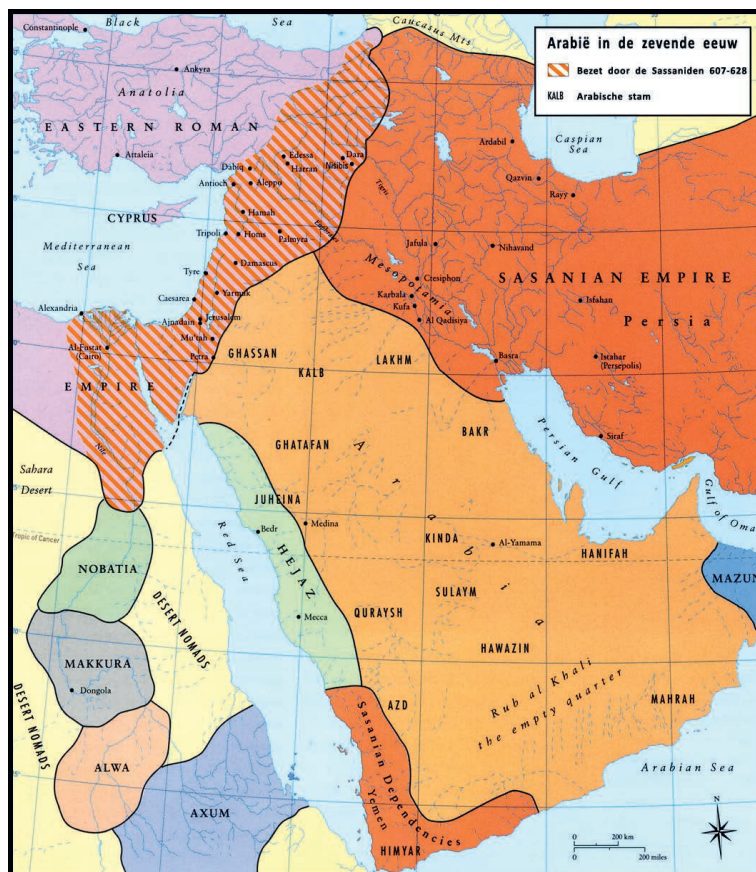 Black Sea
Constantinople
Caucasus Mts
Arabië in de zevende eeuw
Bezet door de Sassaniden 607-628
KALB Arabische stam
Ankyra
Anatolia
EASTERN ROMAN
Attaleia
Edessa
Dara
Harran
Nisibis
Dabiq
Antioch
Aleppo
Ardabil
Caspian
Sea
Qazvin
Rayy
Tigris
CYPRUS
Hamah
Tripoli
Homs
Palmyra
Euphrates
Mediterranean
Sea
Damascus
Tyre
Jafula
Nihavand
Mesopotamia
Ctesiphon
SASANIAN EMPIRE
Karbala
Kufa
Al Qadisiya
Isfahan
Persia
Yarmuk
Caesarea
Alexandria
Jerusalem
Ajnadain
Mu'tah
Petra
Al-Fustat
(Cairo)
EMPIRE
Nile
GHASSAN
KALB
LAKHM
Basra
Istahar
(Persepolis)
Siraf
BAKR
Persian Gulf
Gulf of Oma
GHATAFAN
Arabia
Sahara
Desert
Tropic of Cancer
JUHEINA
Bedr
Medina
Red Sea
HEJAZ
KINDA
Al-Yamama
HANIFAH
MAZUN
NOBATIA
SULAYM
QURAYSH
Mecca
HAWAZIN
DESERT NOMADS
MAKKURA
Dongola
DESERT NOMADS
AZD
Rub al Khali
the empty quarter
MAHRAH
Sasanian Dependencies
Yemen
HIMYAR
ALWA
AXUM
Arabian Sea
N
0 200 km
0 200 miles